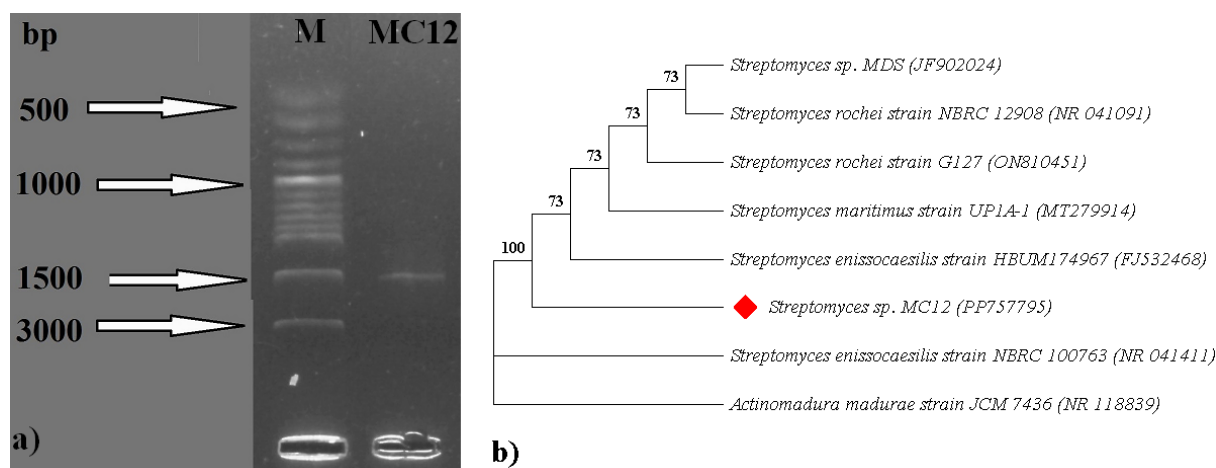 bp M MC12
500
1000
1500
3000
a)
Streptomyces sp. MDS (JF902024)
73
Streptomyces rochei strain NBRC 12908 (NR 041091)
73
Streptomyces rochei strain G127 (ON810451)
73
Streptomyces maritimus strain UP1A-1 (MT279914)
73
Streptomyces enissocaesilis strain HBUM174967 (FJ532468)
100
Streptomyces sp. MC12 (PP757795)
Streptomyces enissocaesilis strain NBRC 100763 (NR 041411)
Actinomadura madurae strain JCM 7436 (NR 118839)
b)